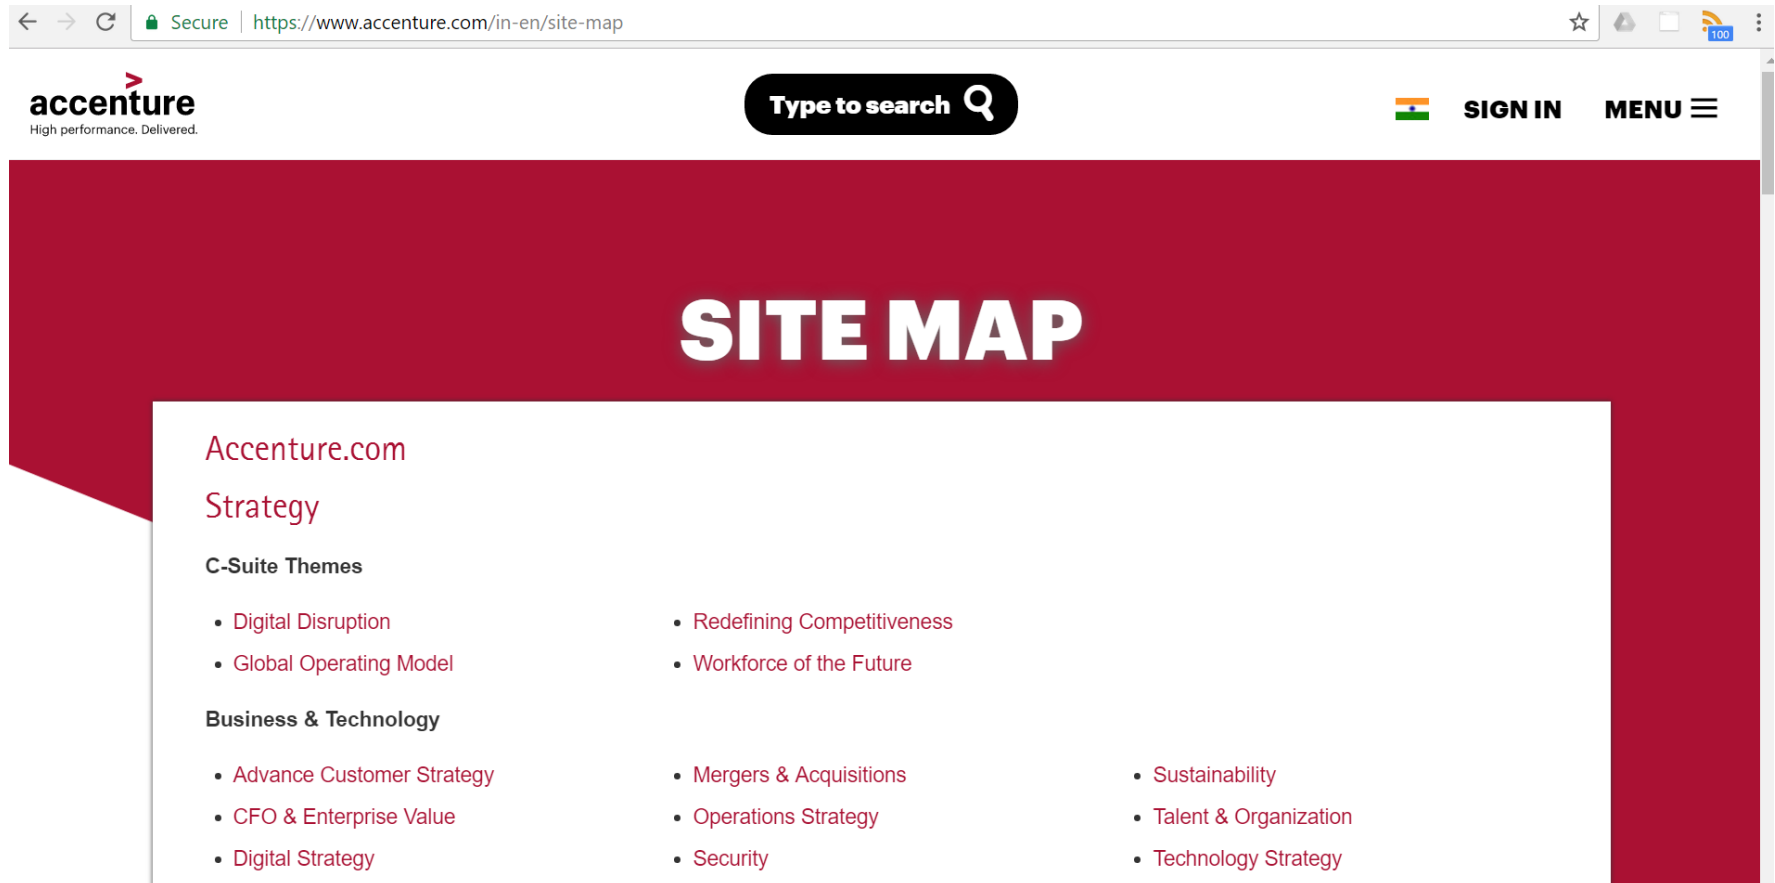 Secure https://www.accenture.com/in-en/site-map
100
accenture
High performance. Delivered.
Type to search
SIGN IN
MENU
SITE MAP
Accenture.com
Strategy
C-Suite Themes
Digital Disruption
Redefining Competitiveness
Global Operating Model
Workforce of the Future
Business & Technology
Advance Customer Strategy
Mergers & Acquisitions
Sustainability
CFO & Enterprise Value
Operations Strategy
Talent & Organization
Digital Strategy
Security
Technology Strategy